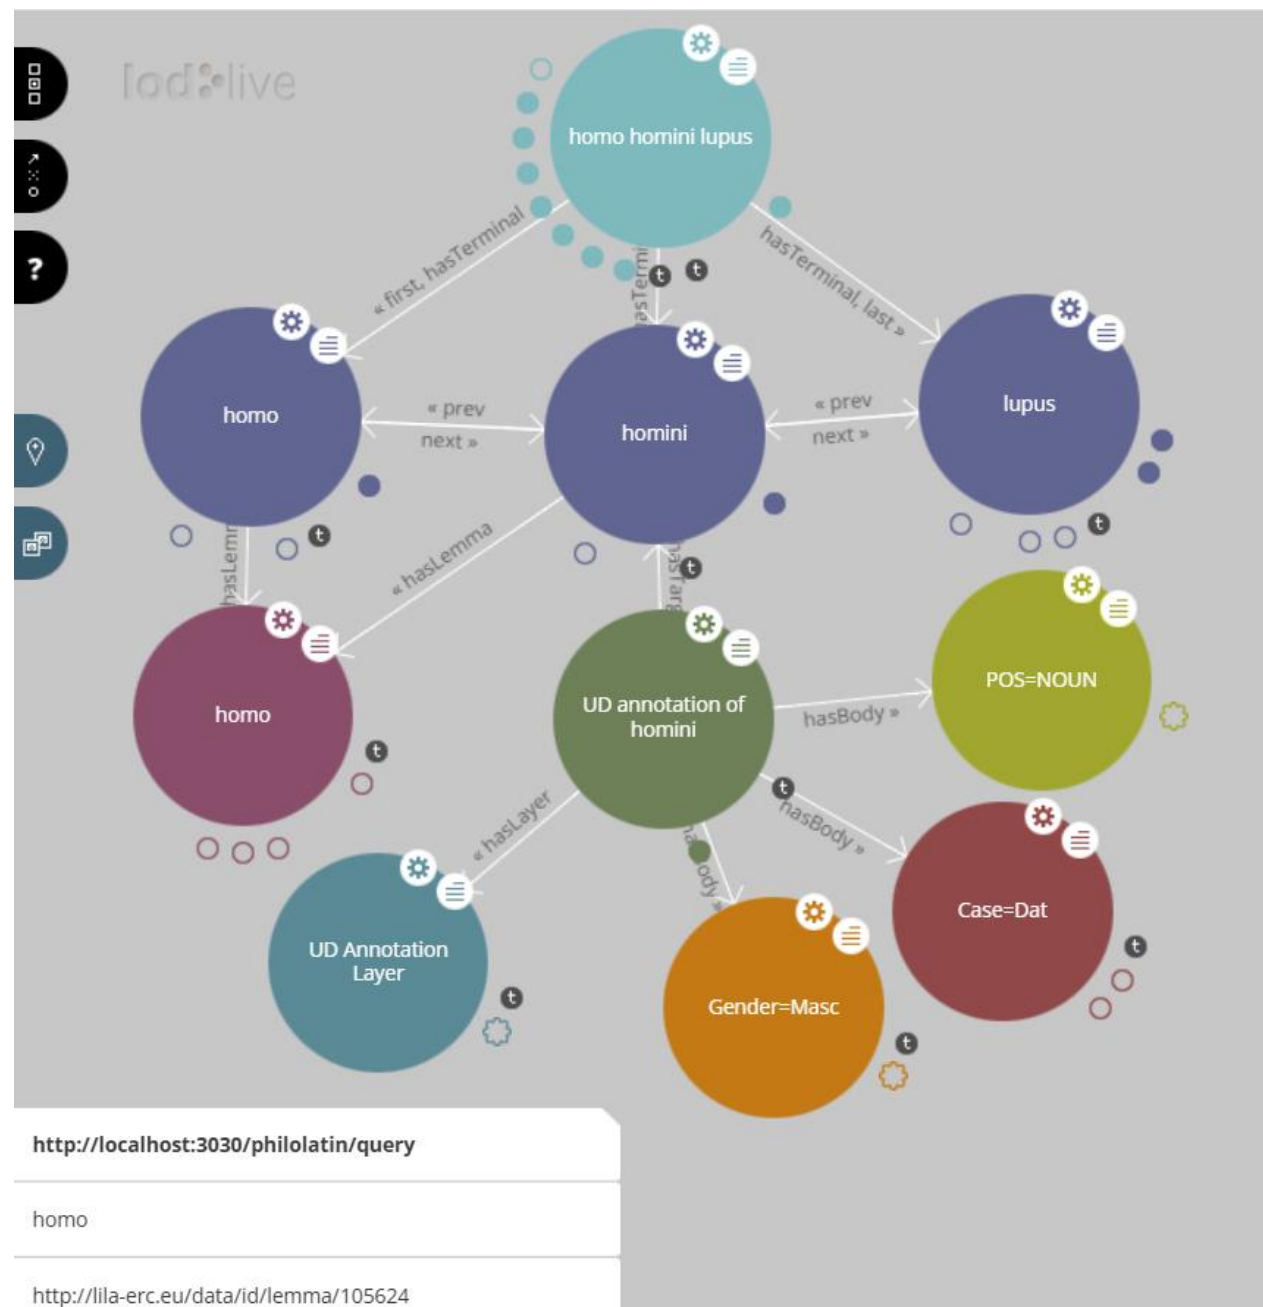 lod live
homo homini lupus
« first, hasTerminal
hasTerminal, last »
t
t
homo
« prev
next »
homini
« prev
next »
lupus
t
t
t
« hasLemma
homo
UD annotation of
homini
hasBody »
POS=NOUN
t
t
« hasLayer
hasBody »
UD Annotation
Layer
Case=Dat
t
Gender=Masc
t
t
http://localhost:3030/philolatin/query
homo
http://lila-erc.eu/data/id/lemma/105624